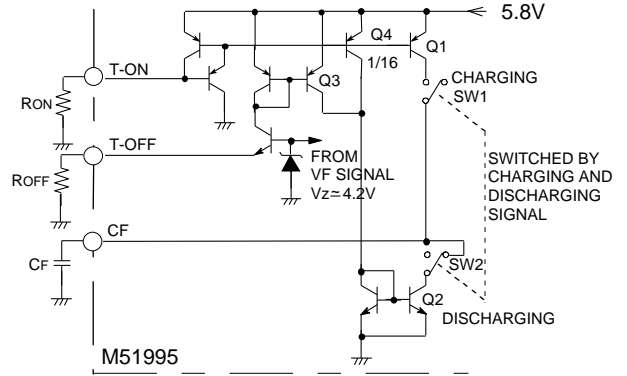 5.8V
Q4
Q1
T-ON
1/16
Q3
CHARGING
SW1
RON
T-OFF
FROM
VF SIGNAL
Vz≃4.2V
SWITCHED BY
CHARGING AND
DISCHARGING
SIGNAL
ROFF
CF
CF
SW2
Q2
DISCHARGING
M51995